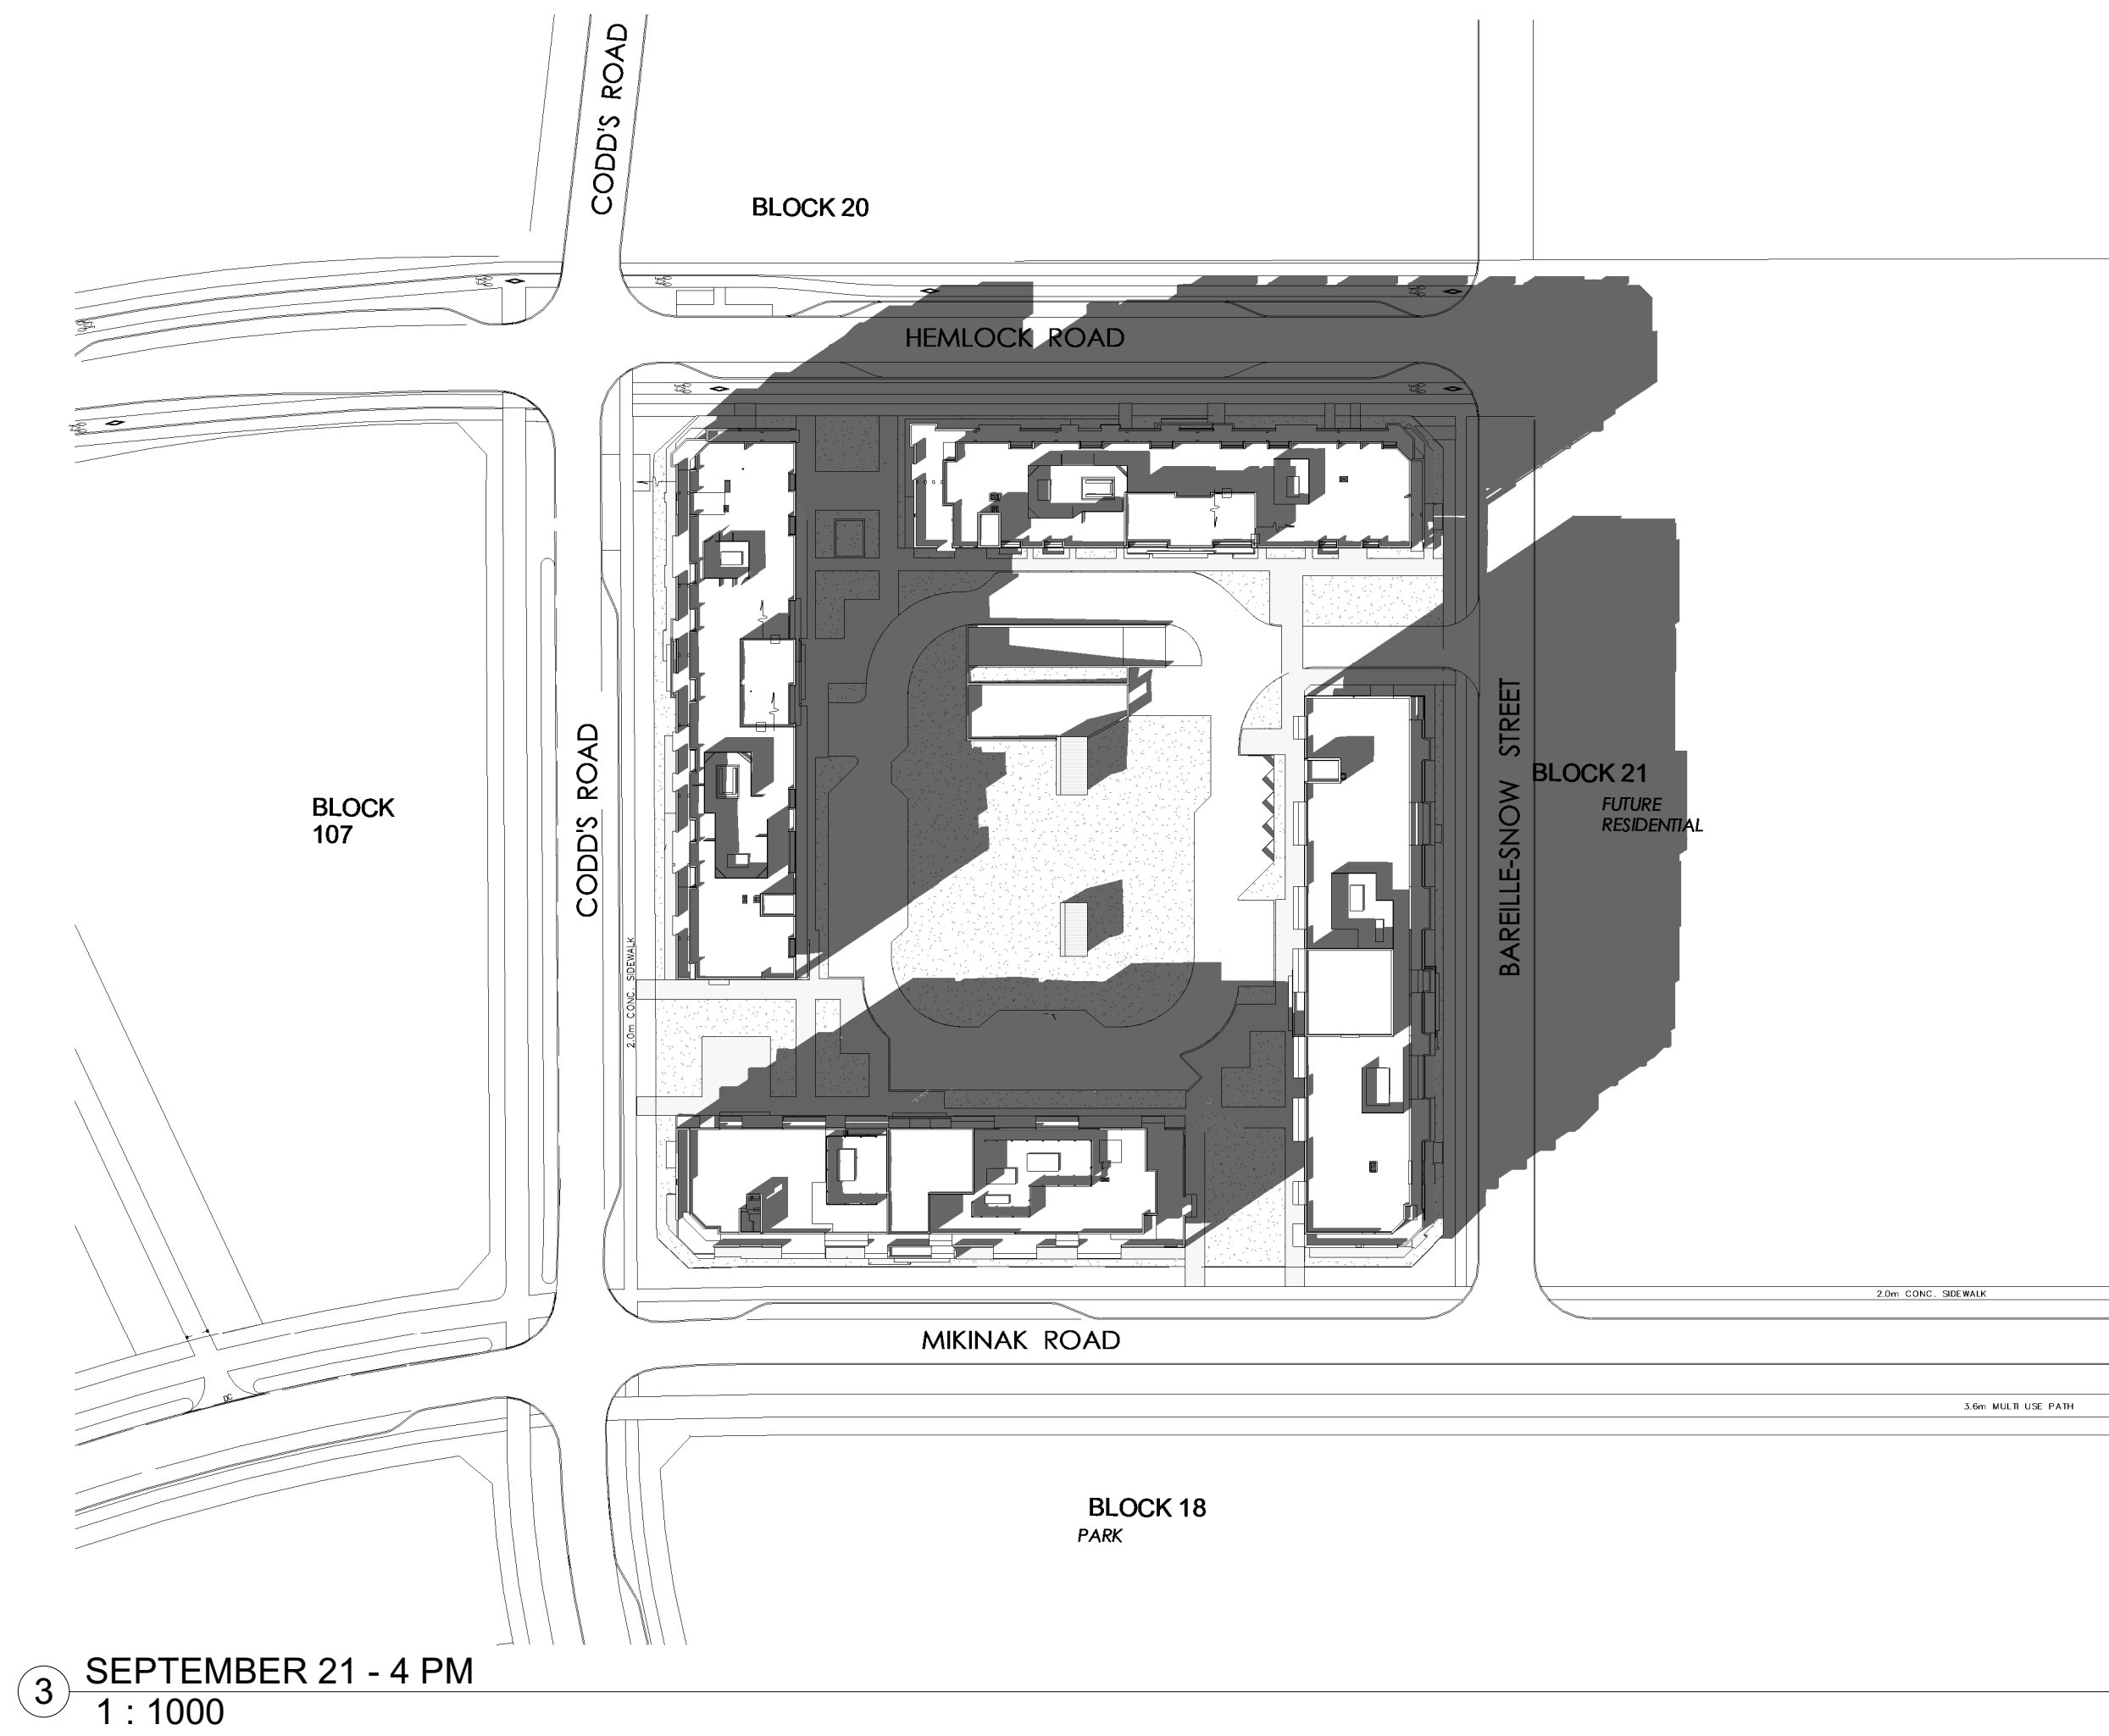 CODD'S ROAD
BLOCK 20
HEMLOCK ROAD
BLOCK
107
CODD'S ROAD
2.0m CONC. SIDEWALK
BAREILLE-SNOW STREET
BLOCK 21
FUTURE
RESIDENTIAL
2.0m CONC. SIDEWALK
MIKINAK ROAD
DC
3.6m MULTI USE PATH
BLOCK 18
PARK
3
SEPTEMBER 21 - 4 PM
1 : 1000